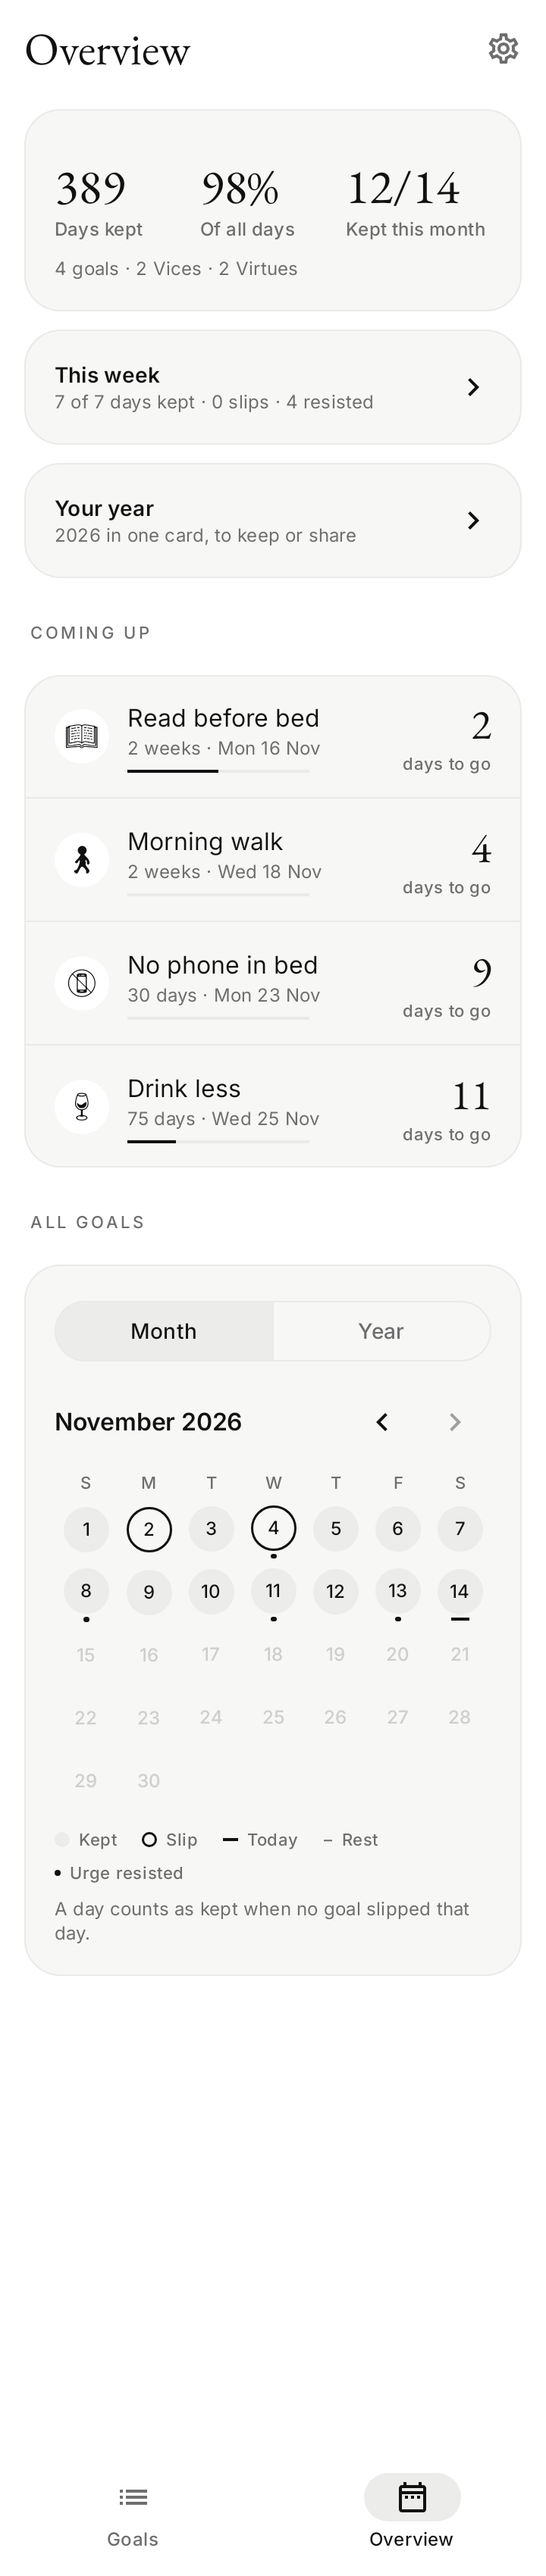 Overview
389 98% 12/14
Days kept Of all days Kept this month
4 goals · 2 Vices · 2 Virtues
This week
7 of 7 days kept · 0 slips · 4 resisted
Your year
2026 in one card, to keep or share
COMING UP
Read before bed 2
2 weeks · Mon 16 Nov days to go
Morning walk 4
2 weeks · Wed 18 Nov days to go
No phone in bed 9
30 days · Mon 23 Nov days to go
Drink less 11
75 days · Wed 25 Nov days to go
ALL GOALS
Month Year
November 2026
S M T W T F S
1 2 3 4 5 6 7
8 9 10 11 12 13 14
15 16 17 18 19 20 21
22 23 24 25 26 27 28
29 30
Kept Slip Today Rest
Urge resisted
A day counts as kept when no goal slipped that
day.
Goals Overview